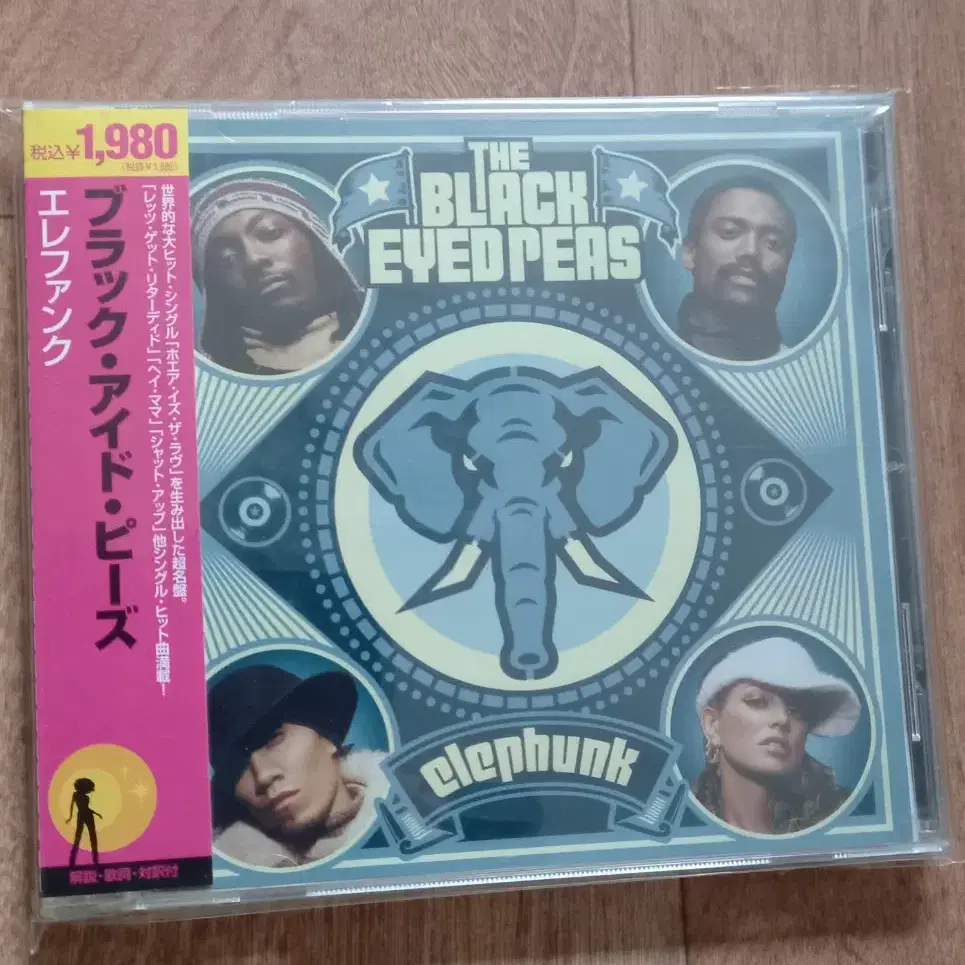 税込¥1,980
ブラック・アイド・ピーズ
エレファンク
世界的な大ヒット・シングル「ホエア・イズ・ザ・ラヴ」を生み出した超名盤。
「レッツ・ゲット・リターディド」「ヘイ・ママ」「シャット・アップ」他シングル・ヒット曲満載!
解説・歌詞・対訳付
THE
BLACK
EYED PEAS
elephunk